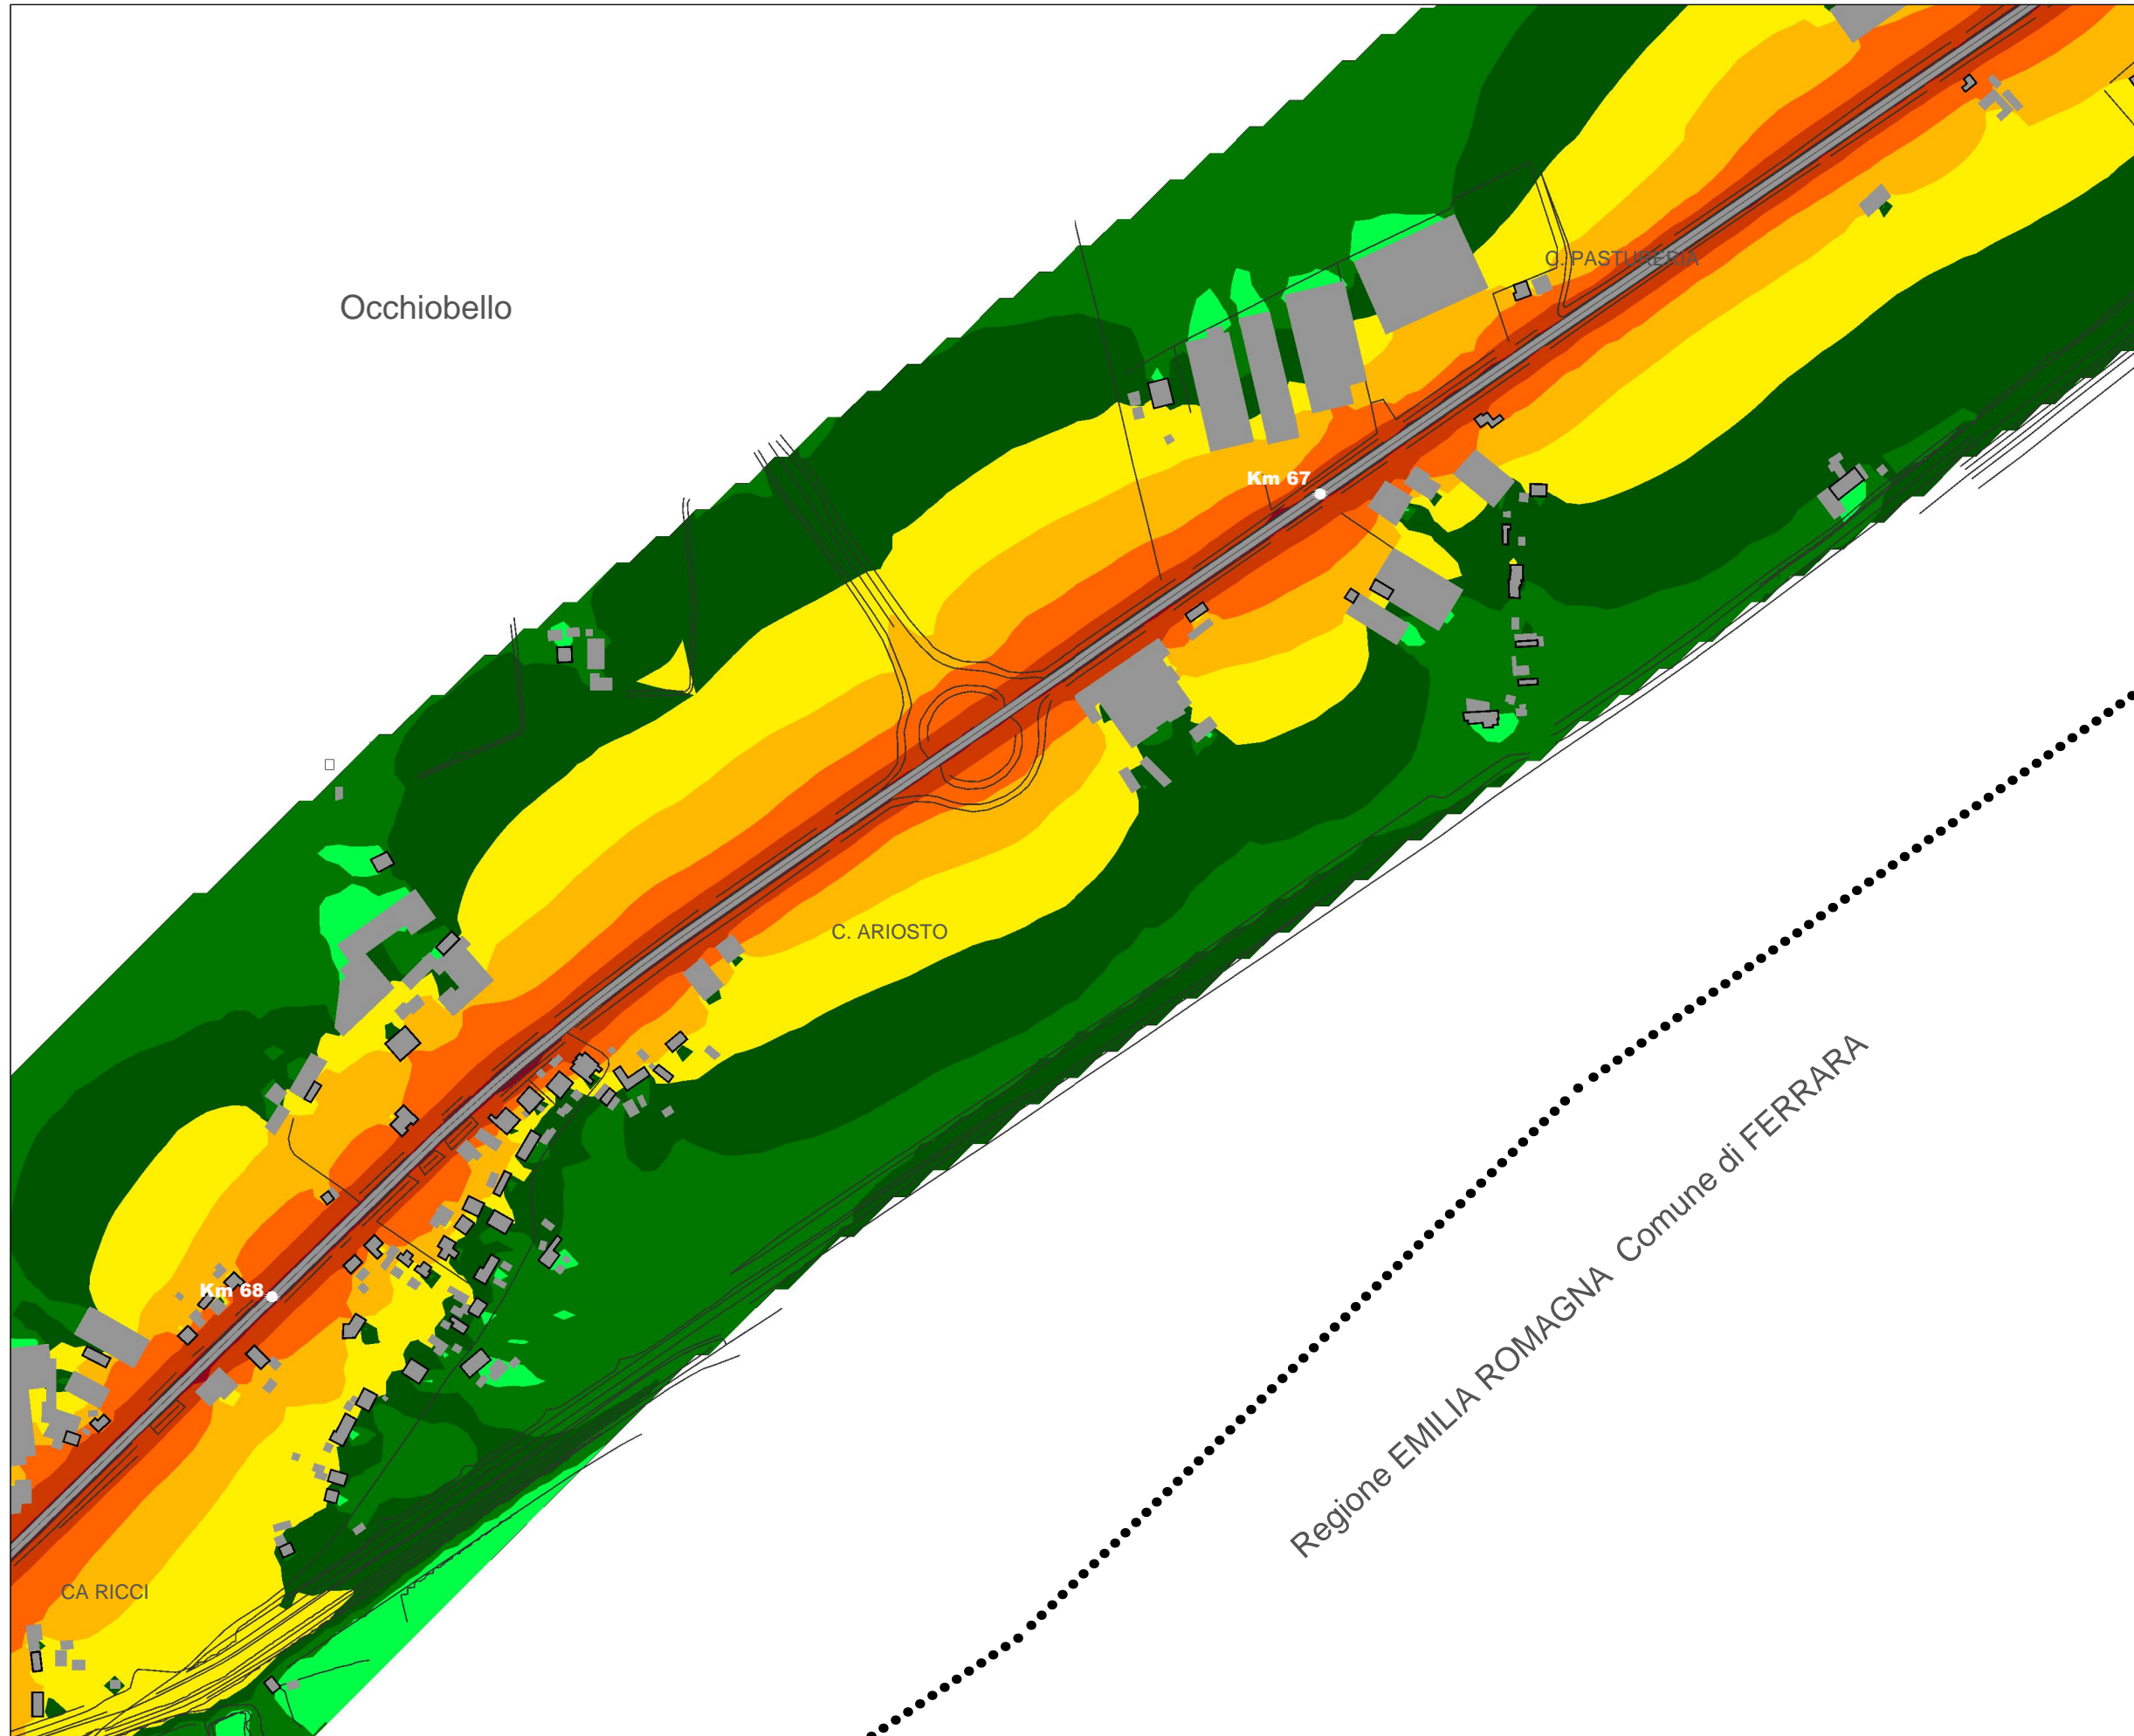 C. PASTURERIA
Occhiobello
Km 67
C. ARIOSTO
Regione EMILIA ROMAGNA Comune di FERRARA
Km 68
CA RICCI